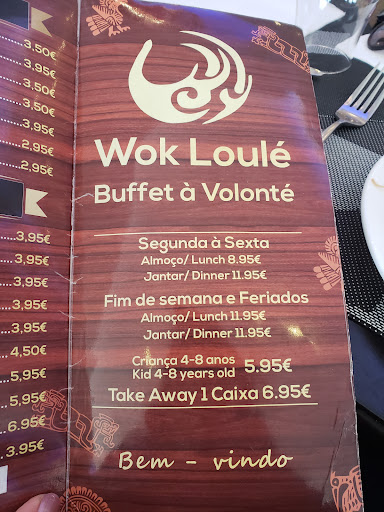 3,50€
3,95€
3,50€
3,50€
3,95€
2,95€
2,95€
3,95€
3,95€
3,95€
3,95€
3,95€
4,50€
5,95€
5,95€
6.95€
3.95€
Wok Loulé
Buffet à Volonté
Segunda à Sexta
Almoço/ Lunch 8.95€
Jantar/ Dinner 11.95€
Fim de semana e Feriados
Almoço/ Lunch 11.95€
Jantar/ Dinner 11.95€
Criança 4-8 anos
Kid 4-8 years old 5.95€
Take Away 1 Caixa 6.95€
Bem - vindo